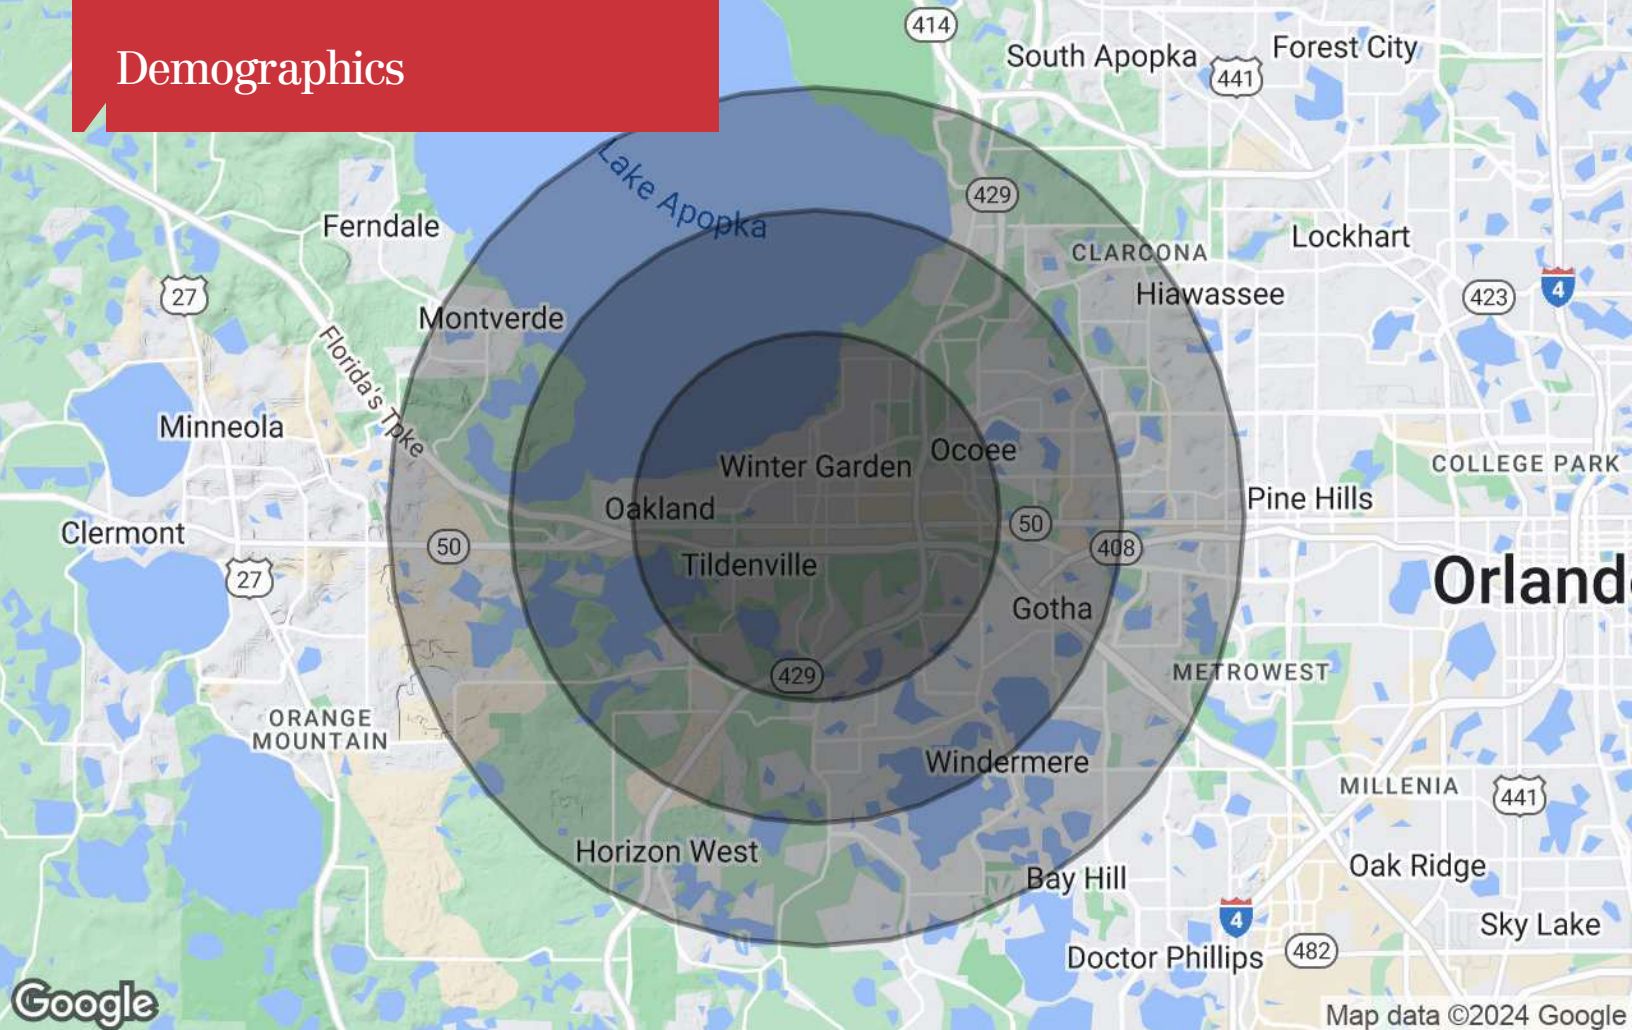 Demographics
414
South Apopka
Forest City
441
Lake Apopka
429
Ferndale
Lockhart
CLARCONA
27
Hiawassee
423
4
Montverde
Florida's Tpke
Minneola
Ocoee
Winter Garden
COLLEGE PARK
Pine Hills
Oakland
Clermont
50
50
408
Tildenville
27
Orland
Gotha
429
METROWEST
ORANGE
MOUNTAIN
Windermere
MILLENIA
441
Horizon West
Oak Ridge
Bay Hill
4
Sky Lake
Doctor Phillips
482
Google
Map data ©2024 Google